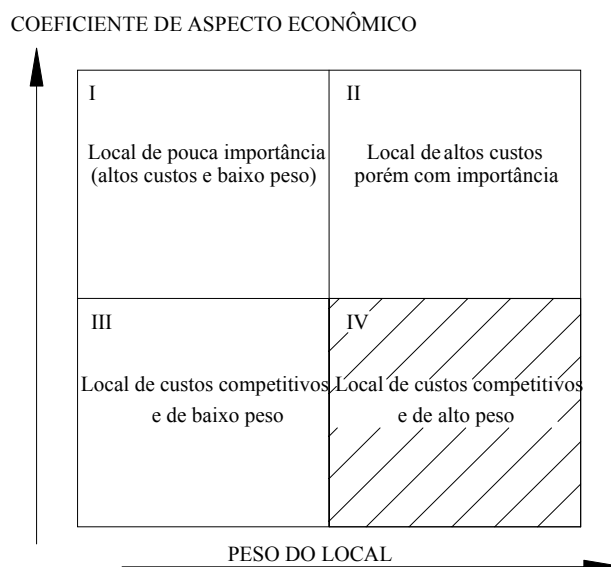 COEFICIENTE DE ASPECTO ECONÔMICO
I
Local de pouca importância
(altos custos e baixo peso)
II
Local de altos custos
porém com importância
III
Local de custos competitivos
e de baixo peso
IV
Local de custos competitivos
e de alto peso
PESO DO LOCAL